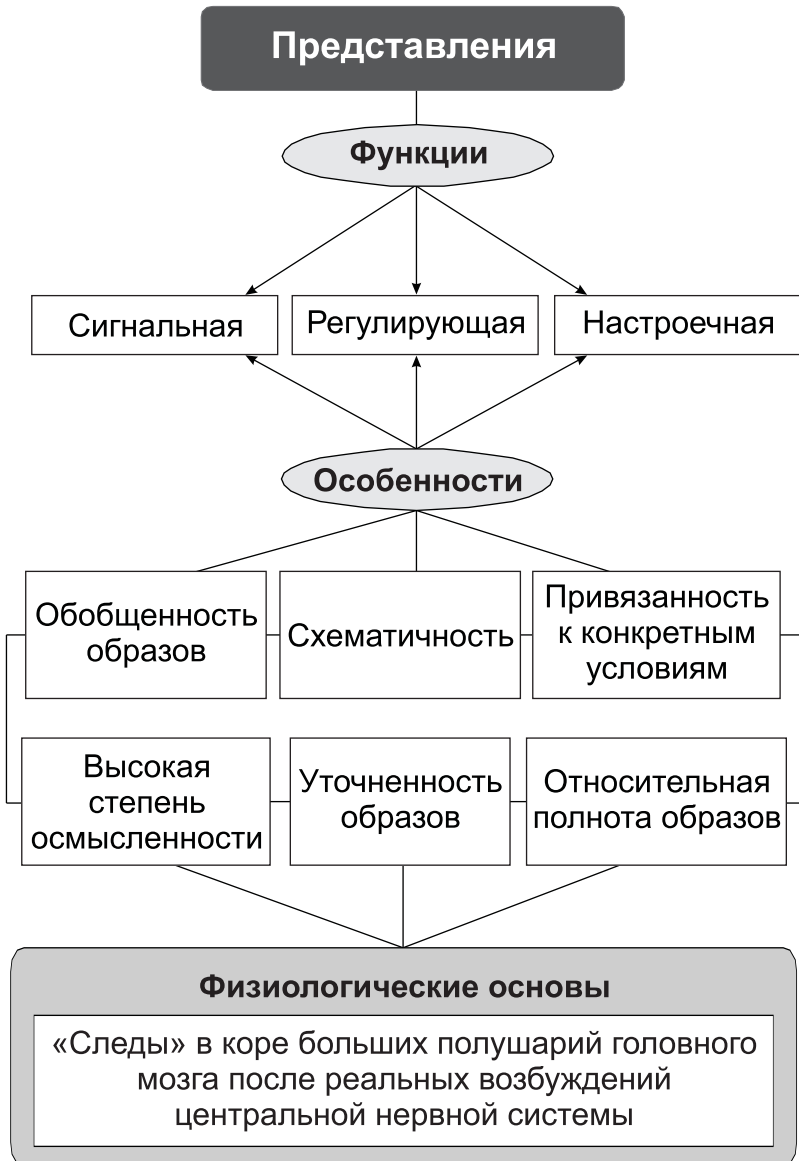 Представления
Функции
Сигнальная
Регулирующая
Настроечная
Особенности
Обобщенность
образов
Схематичность
Привязанность
к конкретным
условиям
Высокая
степень
осмысленности
Уточненность
образов
Относительная
полнота образов
Физиологические основы
«Следы» в коре больших полушарий головного
мозга после реальных возбуждений
центральной нервной системы